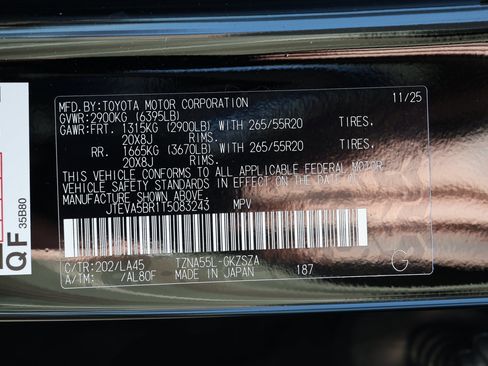 MFD.BY:TOYOTA MOTOR CORPORATION 11/25
GVWR:2900KG (6395LB)
GAWR:FRT. 1315KG (2900LB) WITH 265/55R20 TIRES.
20X8J RIMS.
RR. 1665KG (3670LB) WITH 265/55R20 TIRES.
20X8J RIMS.
THIS VEHICLE CONFORMS TO ALL APPLICABLE FEDERAL MOTOR
VEHICLE SAFETY STANDARDS IN EFFECT ON THE DATE OF
MANUFACTURE SHOWN ABOVE.
JTEVA5BR1T5083243 MPV
C/TR:202/LA45 TZNA55L-GKZSZA
A/TM: /AL80F MADE IN JAPAN 187 G
QF
35B80